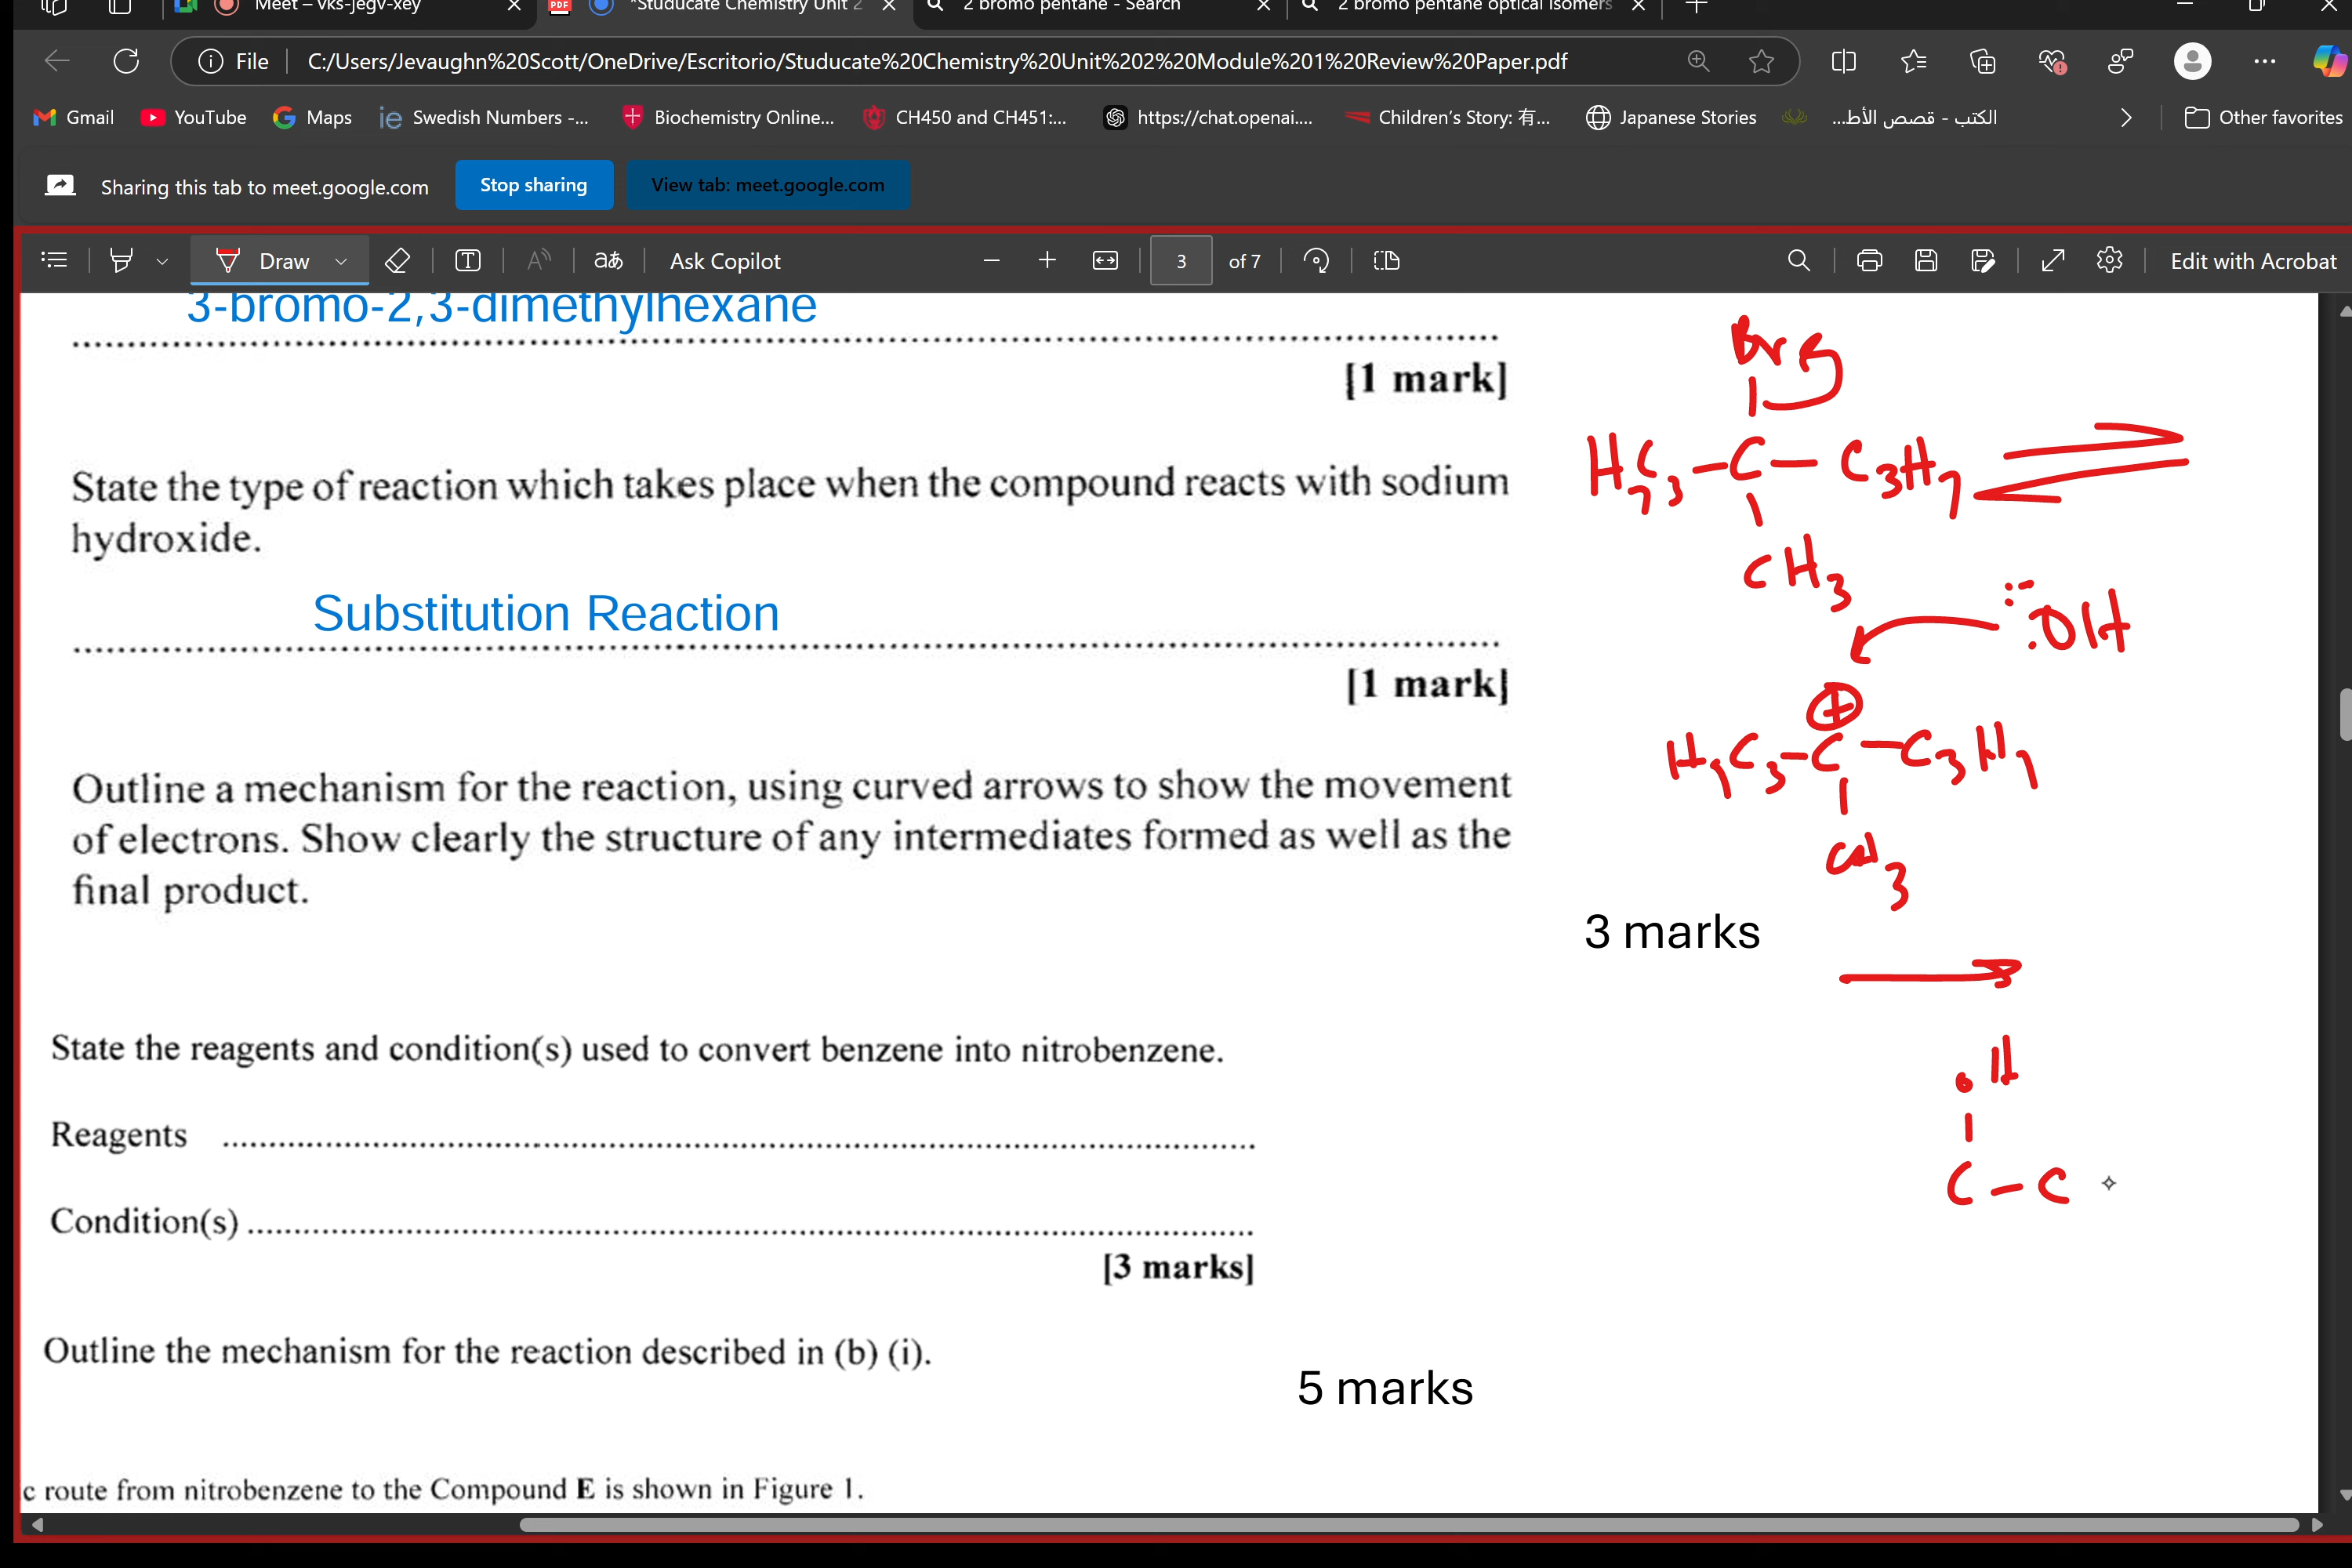 Meet – vks-jegv-xey
*Studucate Chemistry Unit 2
2 bromo pentane - Search
2 bromo pentane optical isomers
File
C:/Users/Jevaughn%20Scott/OneDrive/Escritorio/Studucate%20Chemistry%20Unit%202%20Module%201%20Review%20Paper.pdf
Gmail
YouTube
Maps
Swedish Numbers -...
Biochemistry Online...
CH450 and CH451:...
https://chat.openai....
Children's Story: 有...
Japanese Stories
الكتب - قصص الأط...
Other favorites
Sharing this tab to meet.google.com
Stop sharing
View tab: meet.google.com
Draw
Ask Copilot
3
of 7
Edit with Acrobat
3-bromo-2,3-dimethylhexane
[1 mark]
State the type of reaction which takes place when the compound reacts with sodium
hydroxide.
Substitution Reaction
[1 mark]
Outline a mechanism for the reaction, using curved arrows to show the movement
of electrons. Show clearly the structure of any intermediates formed as well as the
final product.
3 marks
State the reagents and condition(s) used to convert benzene into nitrobenzene.
Reagents
Condition(s)
[3 marks]
Outline the mechanism for the reaction described in (b) (i).
5 marks
c route from nitrobenzene to the Compound E is shown in Figure 1.
Br
H7C3-C-C3H7
CH3
:OH
+
H7C3-C-C3H7
CH3
OH
C-C